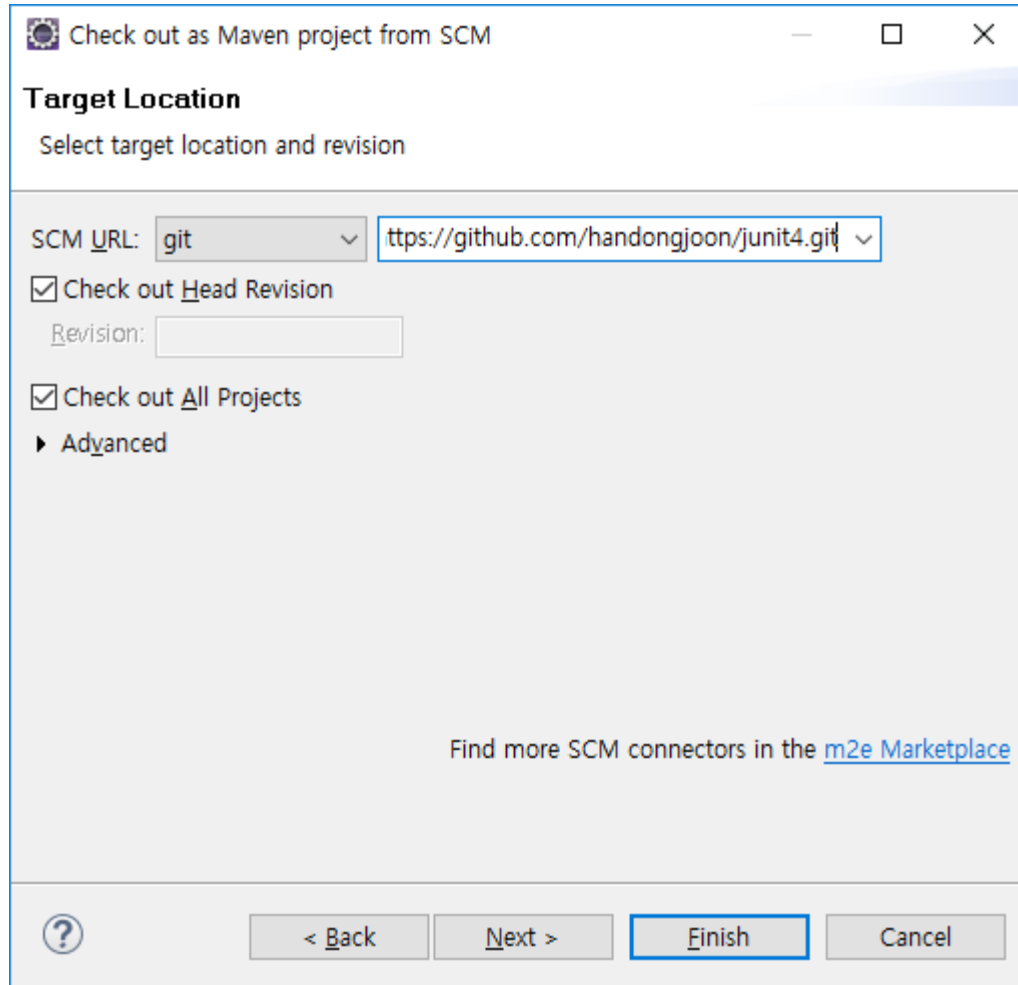 Check out as Maven project from SCM
Target Location
Select target location and revision
SCM URL: git ttps://github.com/handongjoon/junit4.git
Check out Head Revision
Revision:
Check out All Projects
Advanced
Find more SCM connectors in the m2e Marketplace
? < Back Next > Finish Cancel